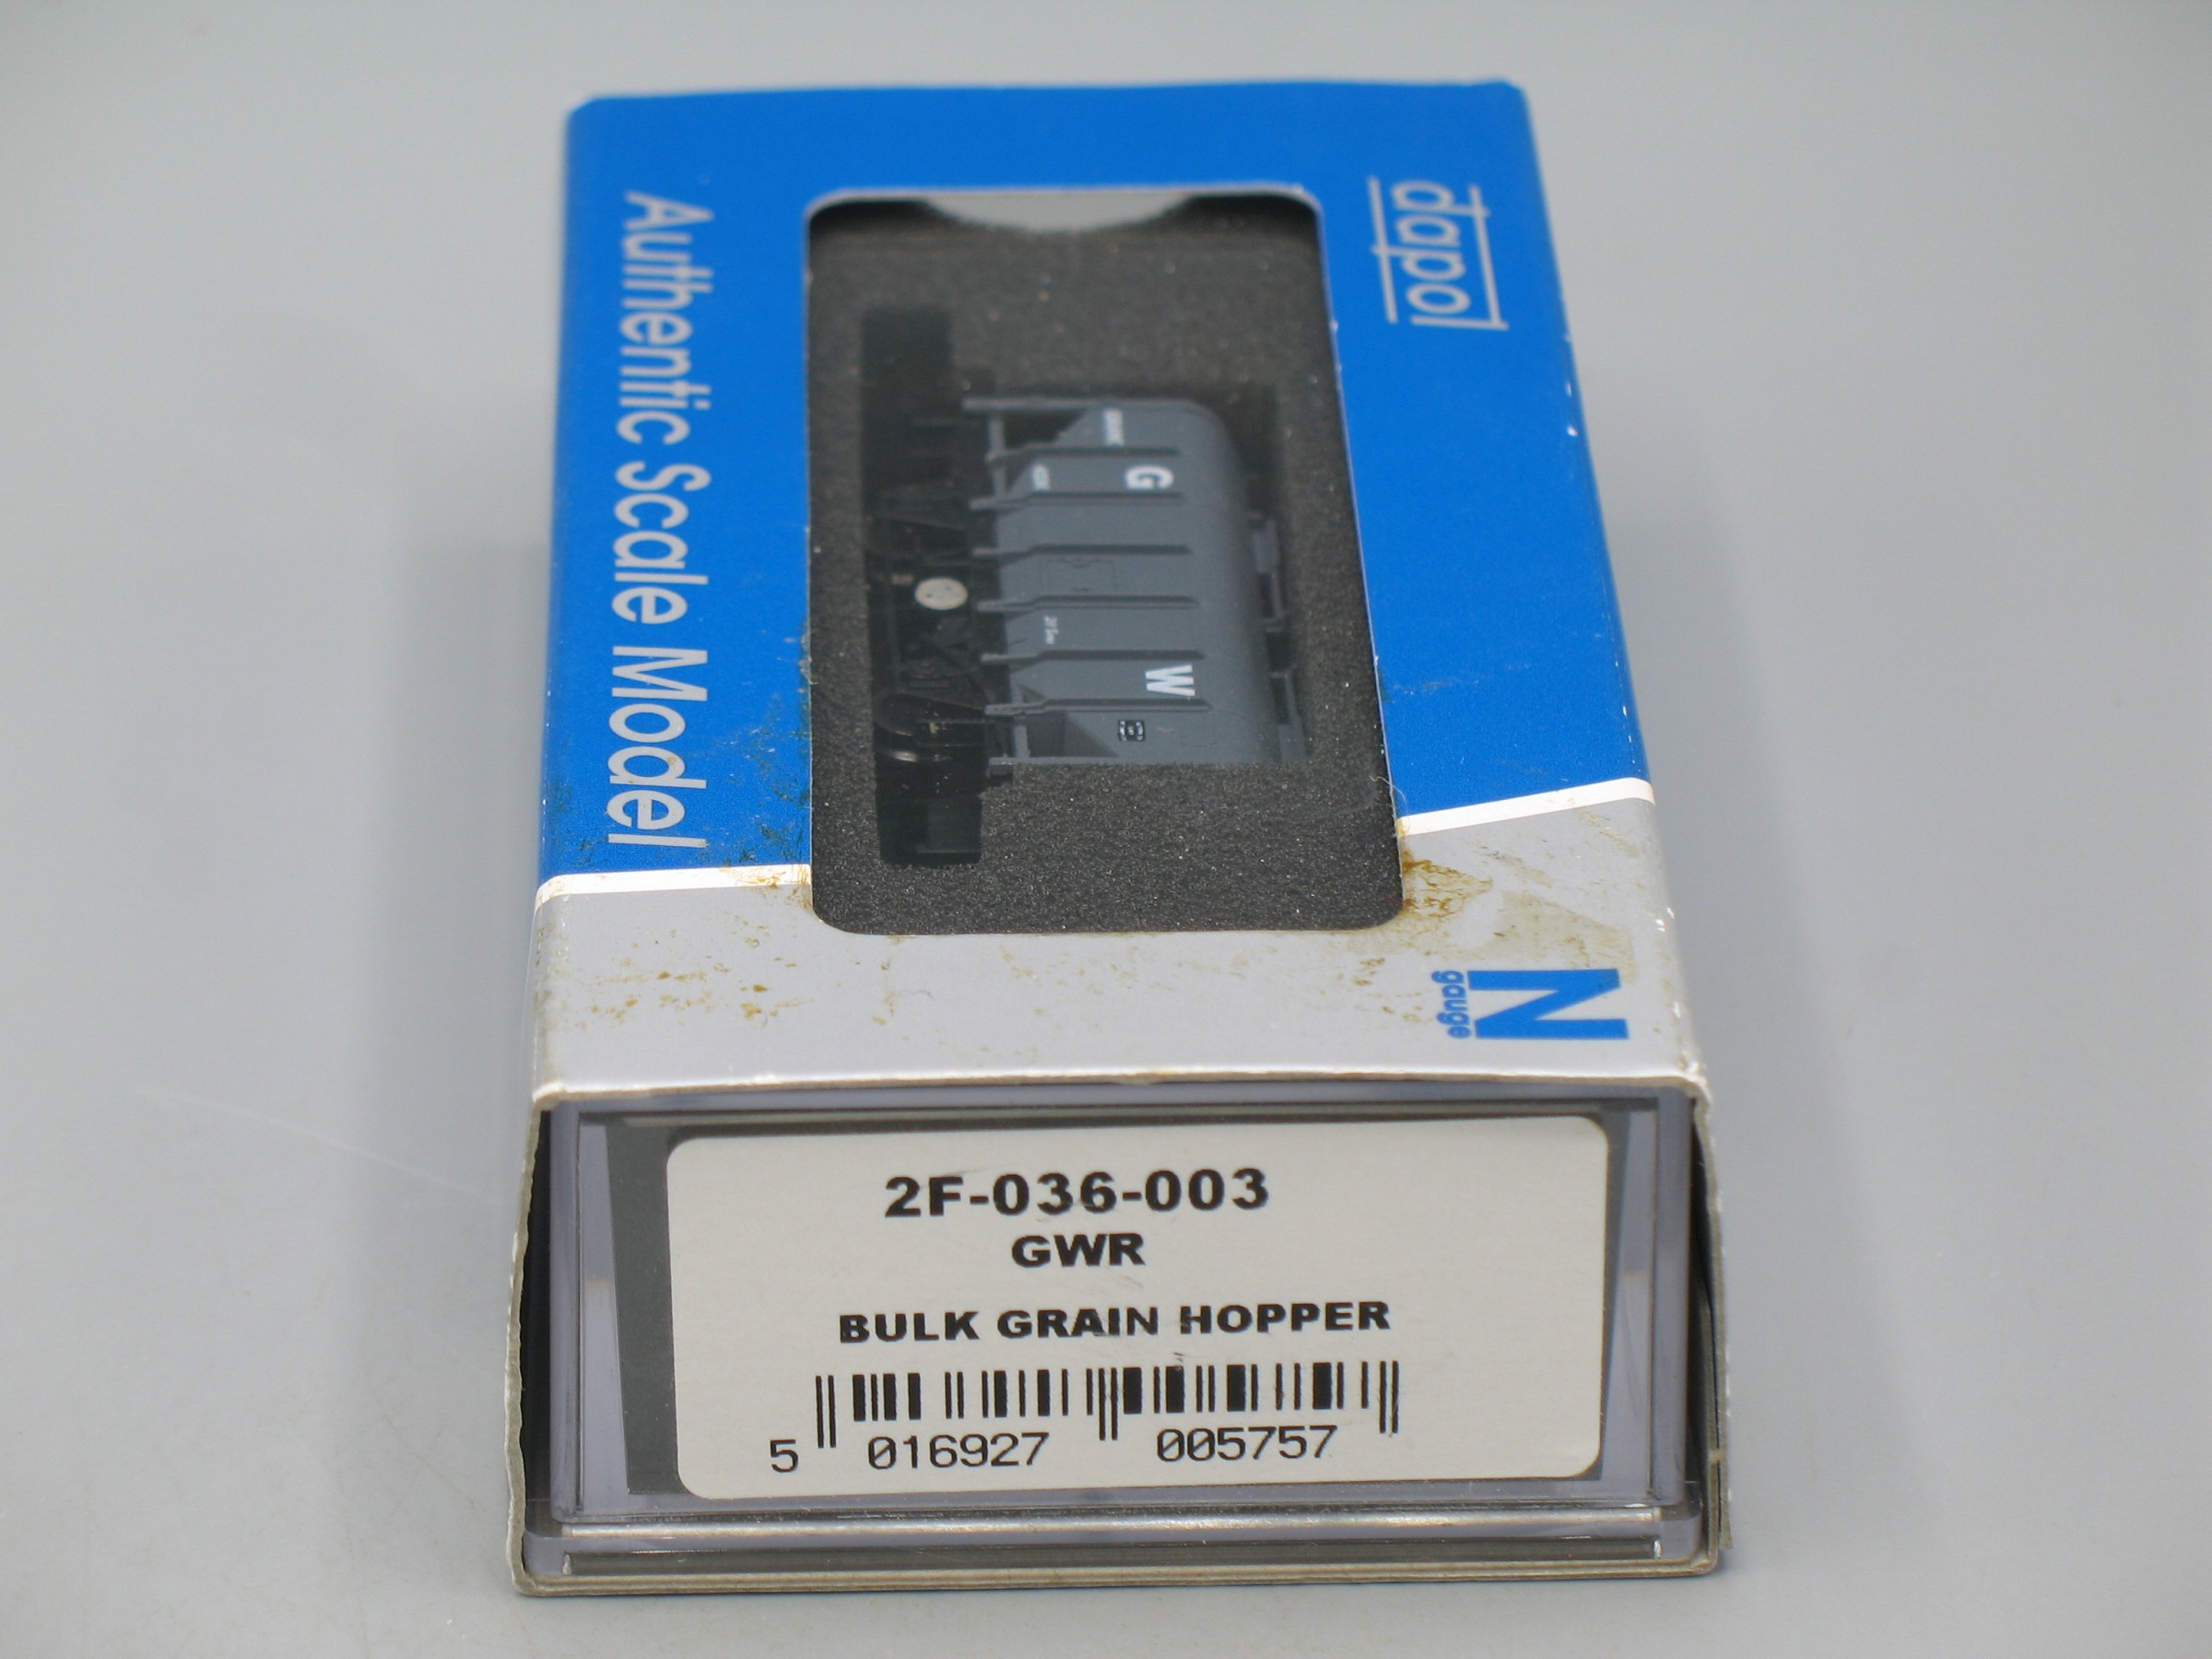 dapol
Authentic Scale Model
G W
N
gauge
2F-036-003
GWR
BULK GRAIN HOPPER
5 016927 005757